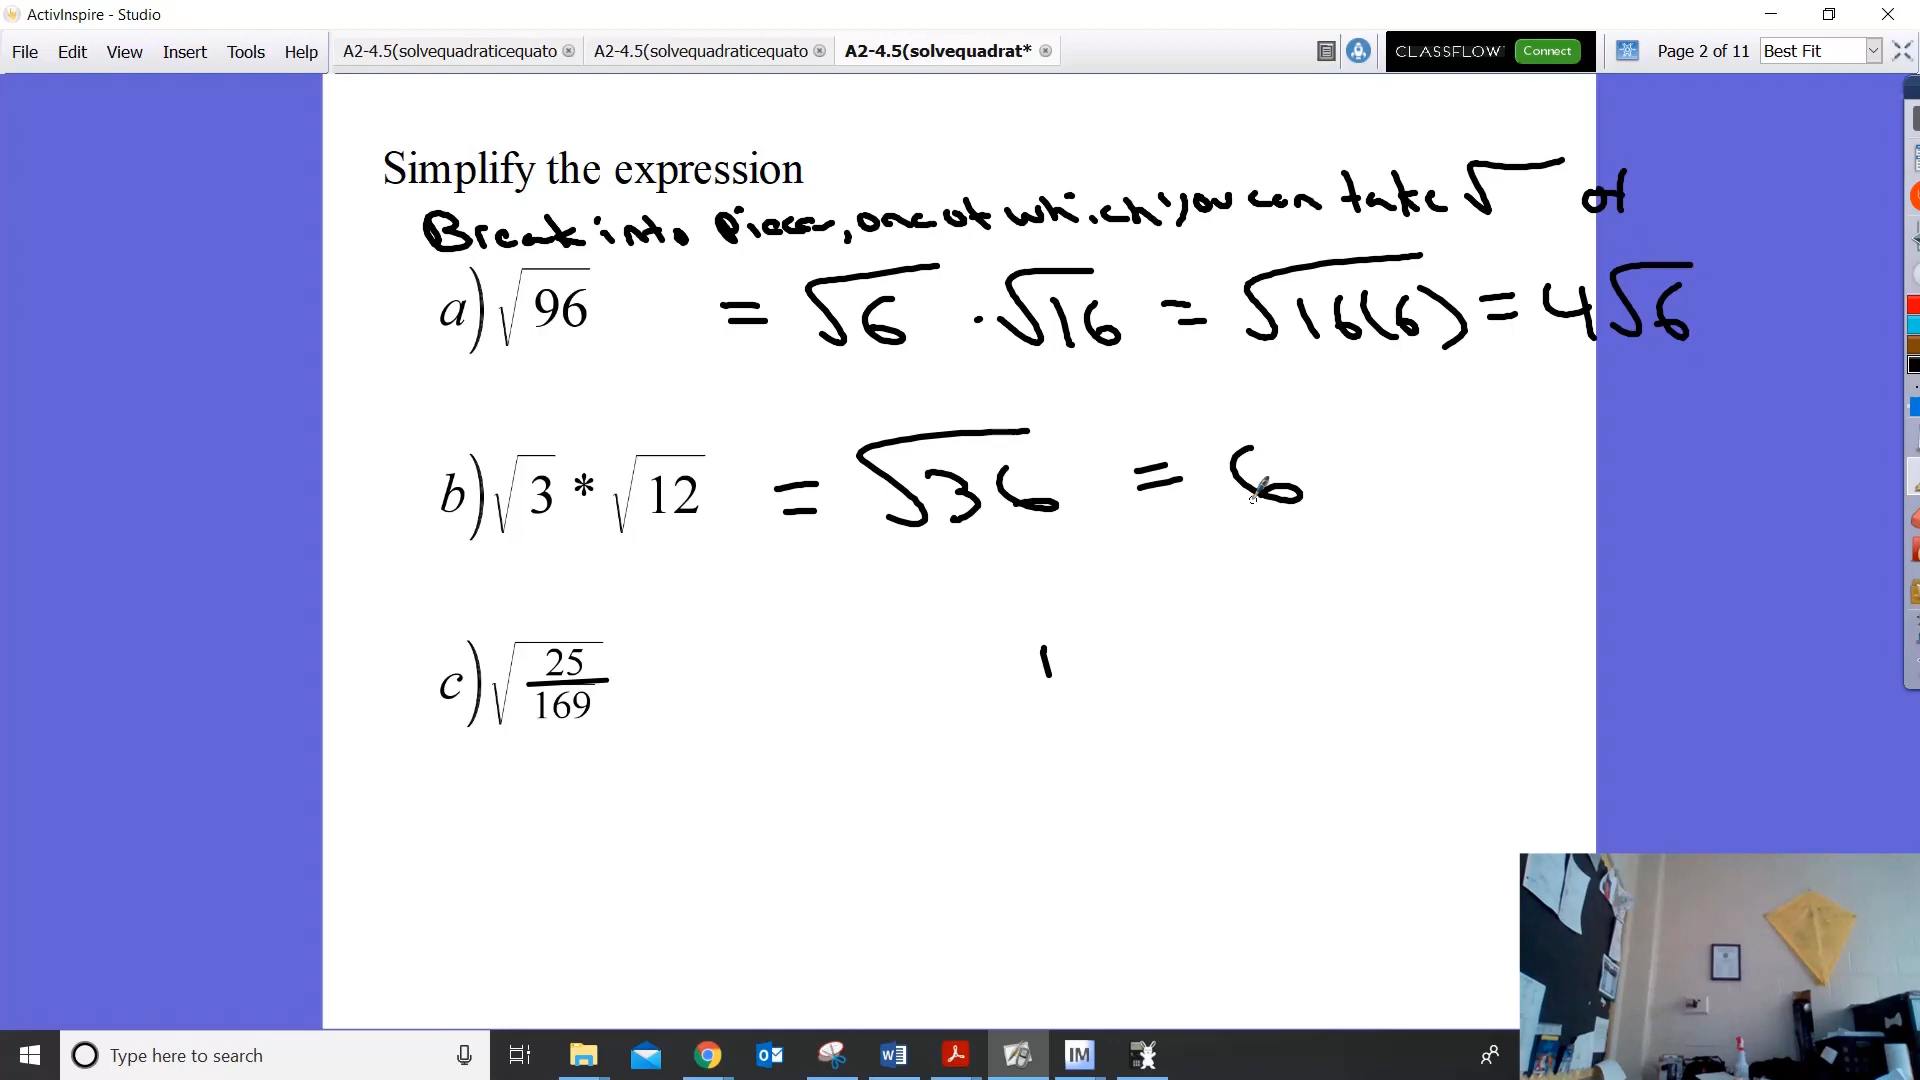 ActivInspire - Studio
File Edit View Insert Tools Help A2-4.5(solvequadraticequato A2-4.5(solvequadraticequato A2-4.5(solvequadrat* CLASSFLOW Connect Page 2 of 11 Best Fit
Simplify the expression
Break into pieces, one of which you can take √ of
a) √96 = √6 · √16 = √16(6) = 4√6
b) √3 * √12 = √36 = 6
c) √25/169
Type here to search